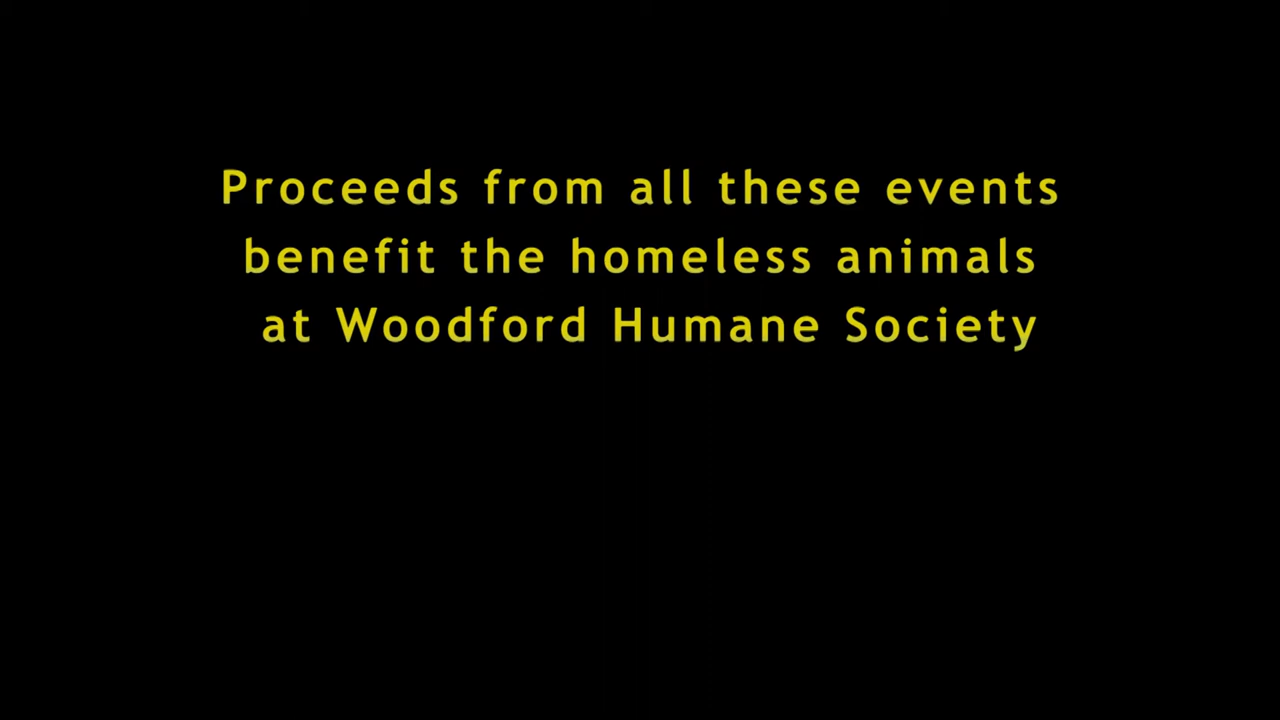 Proceeds from all these events
benefit the homeless animals
at Woodford Humane Society